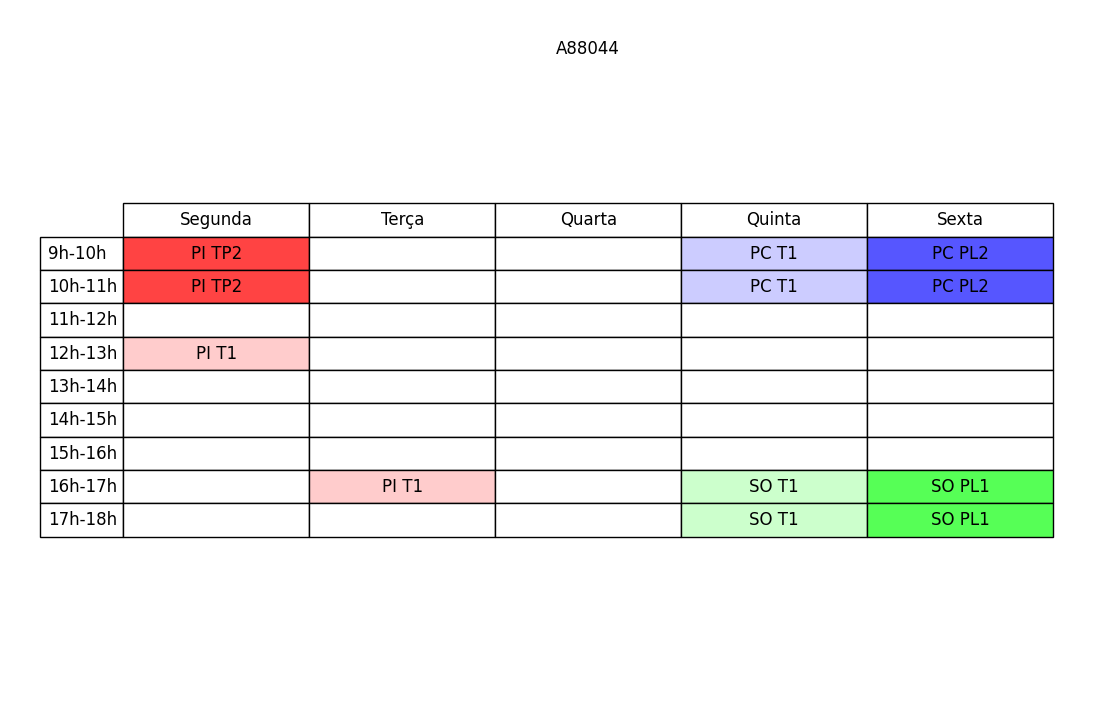 A88044
Segunda Terça Quarta Quinta Sexta
9h-10h PI TP2 PC T1 PC PL2
10h-11h PI TP2 PC T1 PC PL2
11h-12h
12h-13h PI T1
13h-14h
14h-15h
15h-16h
16h-17h PI T1 SO T1 SO PL1
17h-18h SO T1 SO PL1